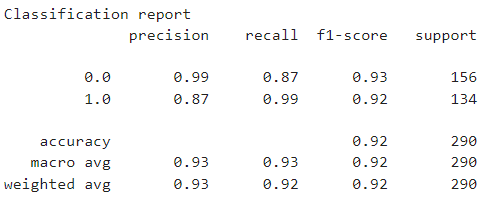 Classification report
precision recall f1-score support
0.0 0.99 0.87 0.93 156
1.0 0.87 0.99 0.92 134
accuracy 0.92 290
macro avg 0.93 0.93 0.92 290
weighted avg 0.93 0.92 0.92 290